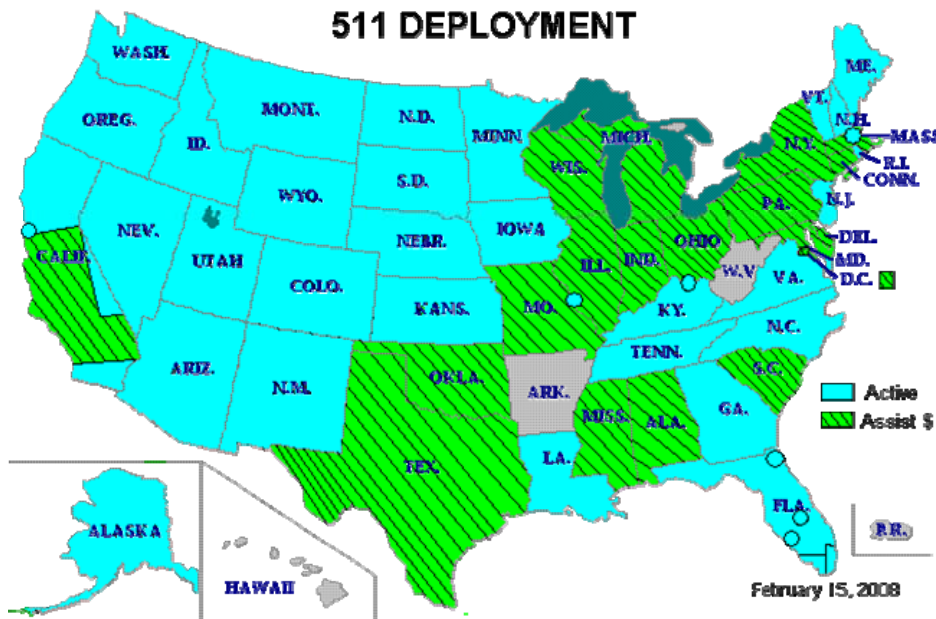 511 DEPLOYMENT
WASH.
ME.
MONT.
VT.
N.D.
OREG.
MINN
N.H.
MICH.
MASS
ID.
N.Y.
R.I.
WIS.
S.D.
CONN.
WYO.
PA.
N.J.
NEV.
NEBR.
IOWA
OHIO
DEL.
CALIF.
UTAH
ILL.
IND.
MD.
W.V
D.C.
COLO.
VA.
KANS.
MO.
KY.
N.C.
TENN.
ARIZ.
OKLA.
S.C.
N.M.
ARK.
Active
GA.
MISS.
ALA.
Assist $
TEX.
LA.
FLA.
ALASKA
P.R.
HAWAII
February 15, 2008